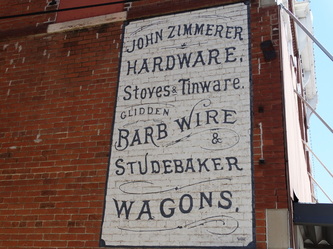 JOHN ZIMMERER
HARDWARE,
Stoves & Tinware.
GLIDDEN
BARB WIRE
&
STUDEBAKER
WAGONS,